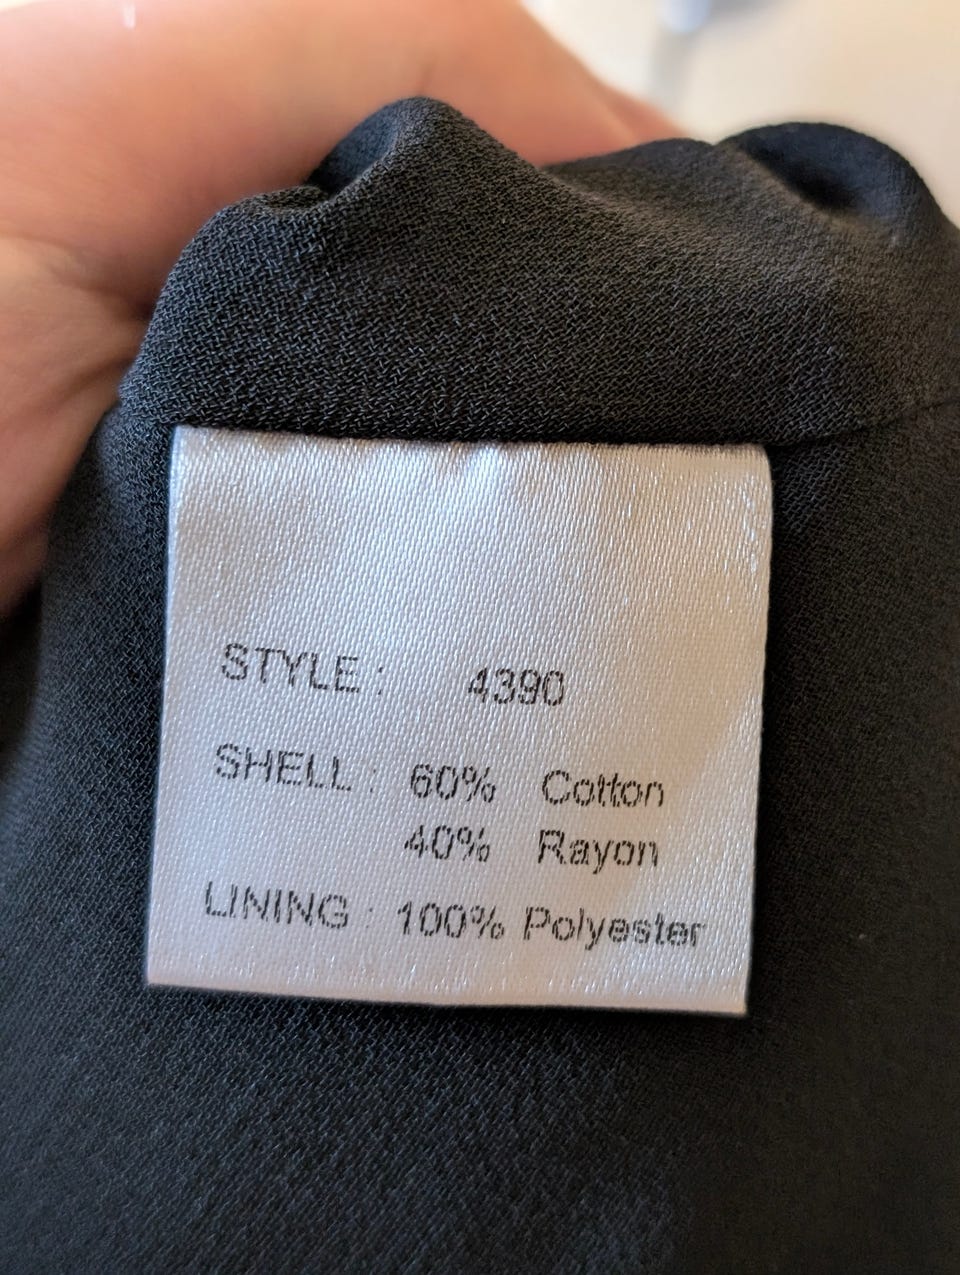 STYLE : 4390
SHELL : 60% Cotton
40% Rayon
LINING : 100% Polyester